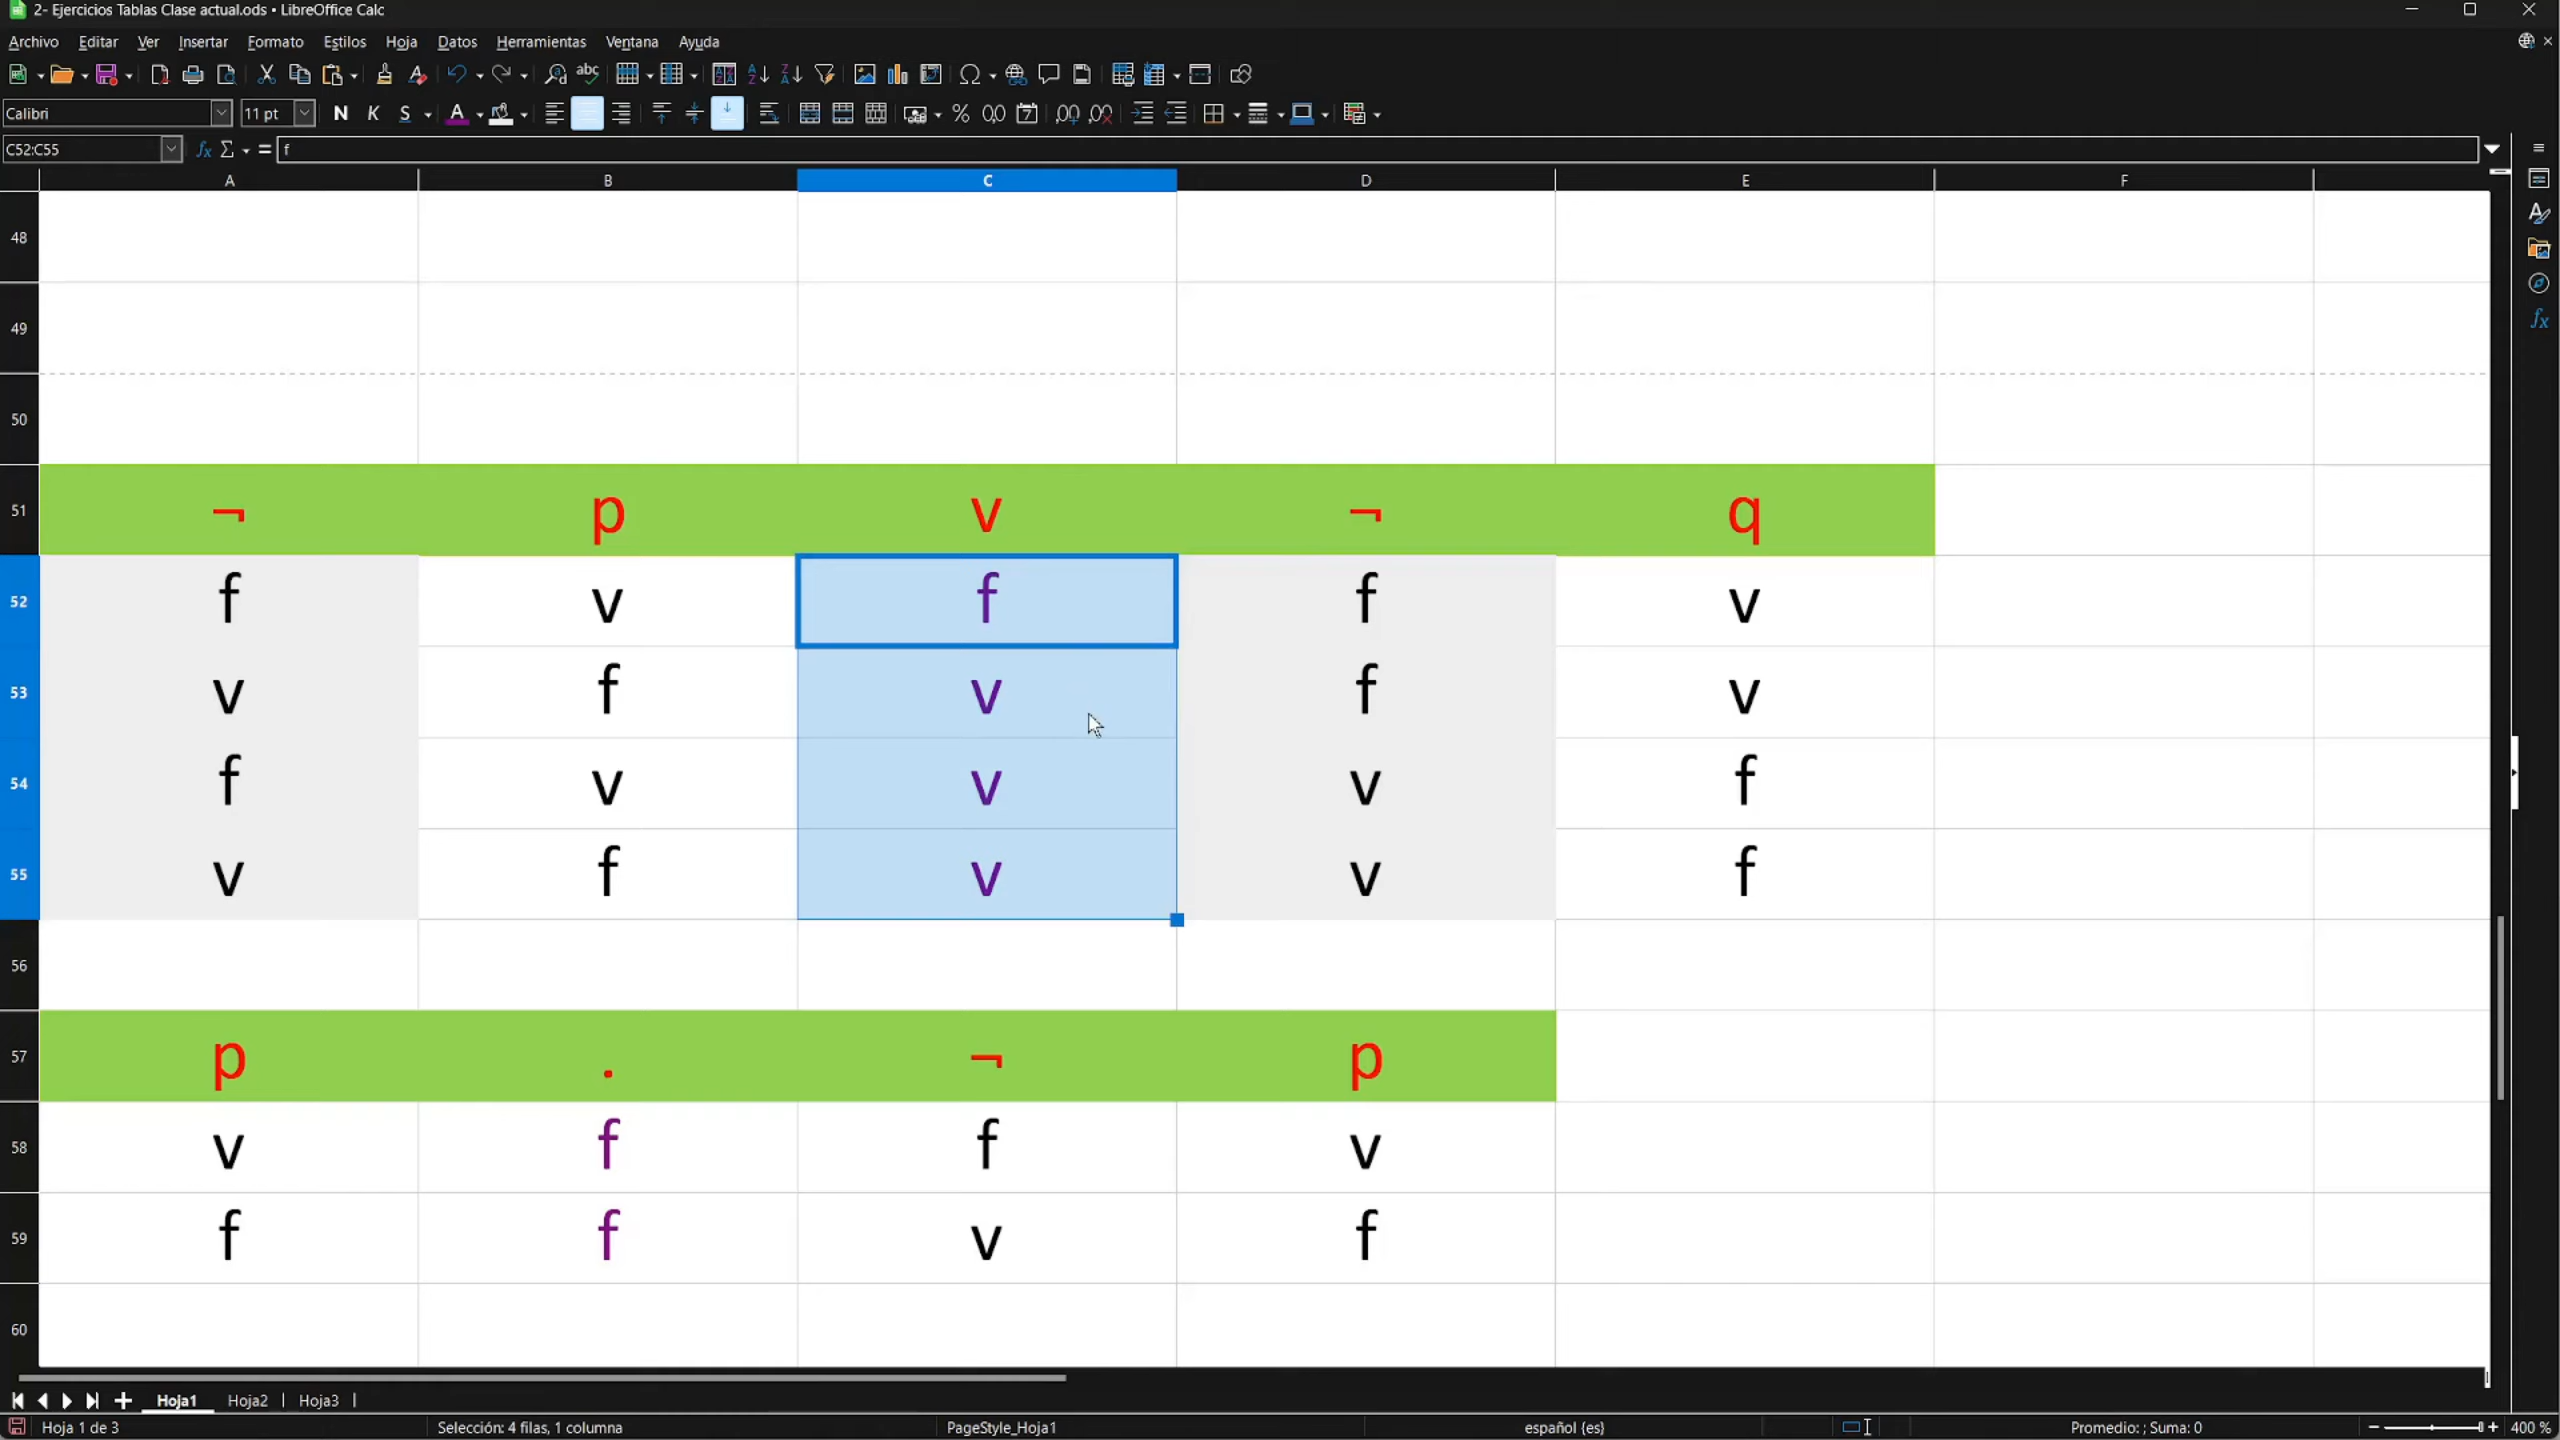 2- Ejercicios Tablas Clase actual.ods • LibreOffice Calc
Archivo Editar Ver Insertar Formato Estilos Hoja Datos Herramientas Ventana Ayuda
Calibri 11 pt N K S A
C52:C55 fx Σ = f
A B C D E F
48
49
50
51 ¬ p v ¬ q
52 f v f f v
53 v f v f v
54 f v v v f
55 v f v v f
56
57 p . ¬ p
58 v f f v
59 f f v f
60
Hoja1 Hoja2 Hoja3
Hoja 1 de 3 Selección: 4 filas, 1 columna PageStyle_Hoja1 español (es) Promedio: ; Suma: 0 400 %